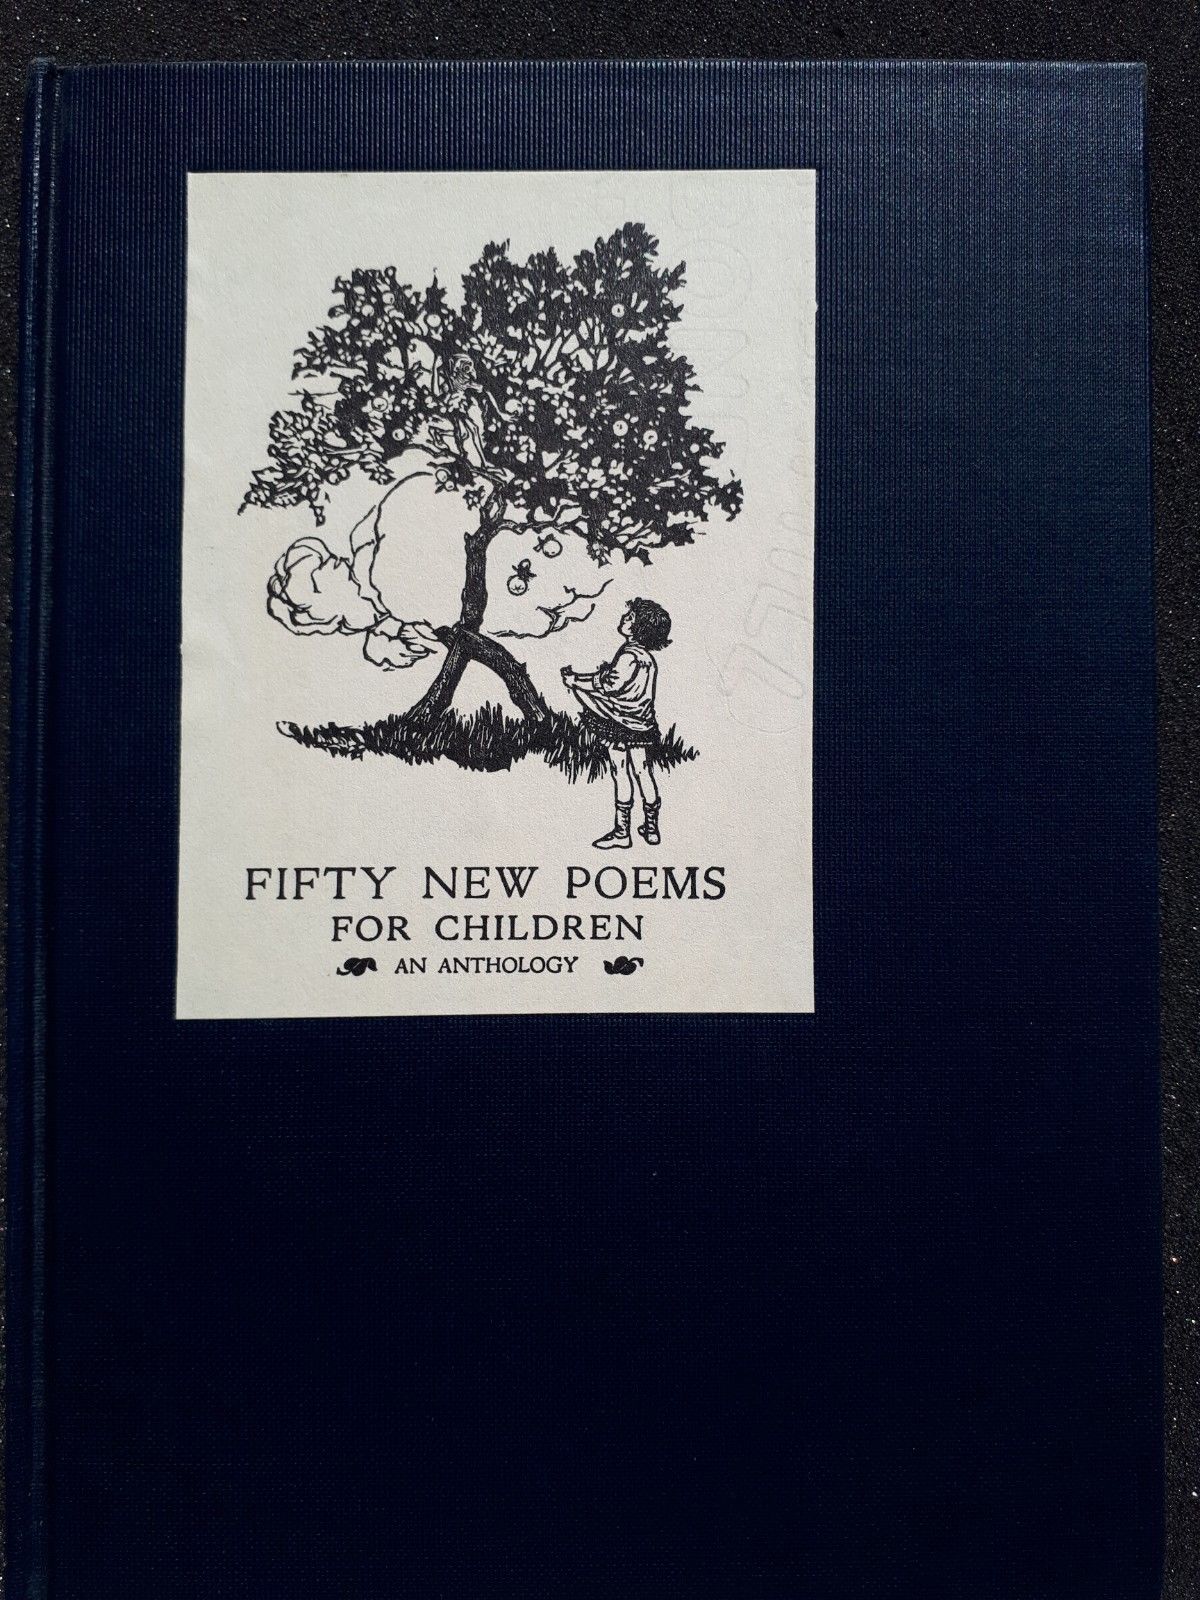 FIFTY NEW POEMS
FOR CHILDREN
AN ANTHOLOGY